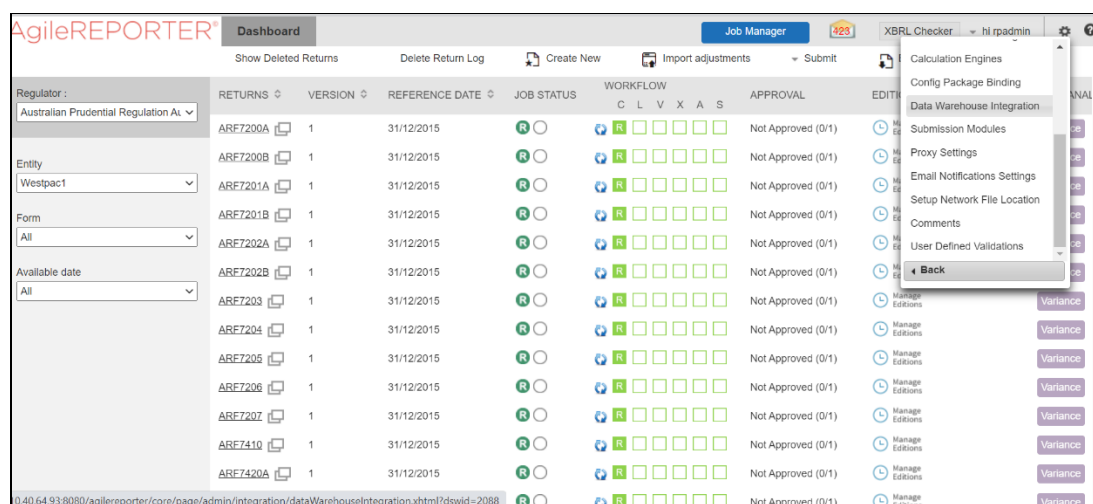 AgileREPORTER® Dashboard Job Manager 423 XBRL Checker hi rpadmin
Show Deleted Returns Delete Return Log Create New Import adjustments Submit
Regulator :
Australian Prudential Regulation Au
Entity
Westpac1
Form
All
Available date
All
RETURNS VERSION REFERENCE DATE JOB STATUS WORKFLOW APPROVAL
C L V X A S
ARF7200A 1 31/12/2015 R R Not Approved (0/1)
ARF7200B 1 31/12/2015 R R Not Approved (0/1)
ARF7201A 1 31/12/2015 R R Not Approved (0/1)
ARF7201B 1 31/12/2015 R R Not Approved (0/1)
ARF7202A 1 31/12/2015 R R Not Approved (0/1)
ARF7202B 1 31/12/2015 R R Not Approved (0/1)
ARF7203 1 31/12/2015 R R Not Approved (0/1) Manage Editions Variance
ARF7204 1 31/12/2015 R R Not Approved (0/1) Manage Editions Variance
ARF7205 1 31/12/2015 R R Not Approved (0/1) Manage Editions Variance
ARF7206 1 31/12/2015 R R Not Approved (0/1) Manage Editions Variance
ARF7207 1 31/12/2015 R R Not Approved (0/1) Manage Editions Variance
ARF7410 1 31/12/2015 R R Not Approved (0/1) Manage Editions Variance
ARF7420A 1 31/12/2015 R R Not Approved (0/1) Manage Editions Variance
31/12/2015 R R Not Approved (0/1) Manage Editions Variance
Calculation Engines
Config Package Binding
Data Warehouse Integration
Submission Modules
Proxy Settings
Email Notifications Settings
Setup Network File Location
Comments
User Defined Validations
Back
0.40.64.93:8080/agilereporter/core/page/admin/integration/dataWarehouseIntegration.xhtml?dswid=2088